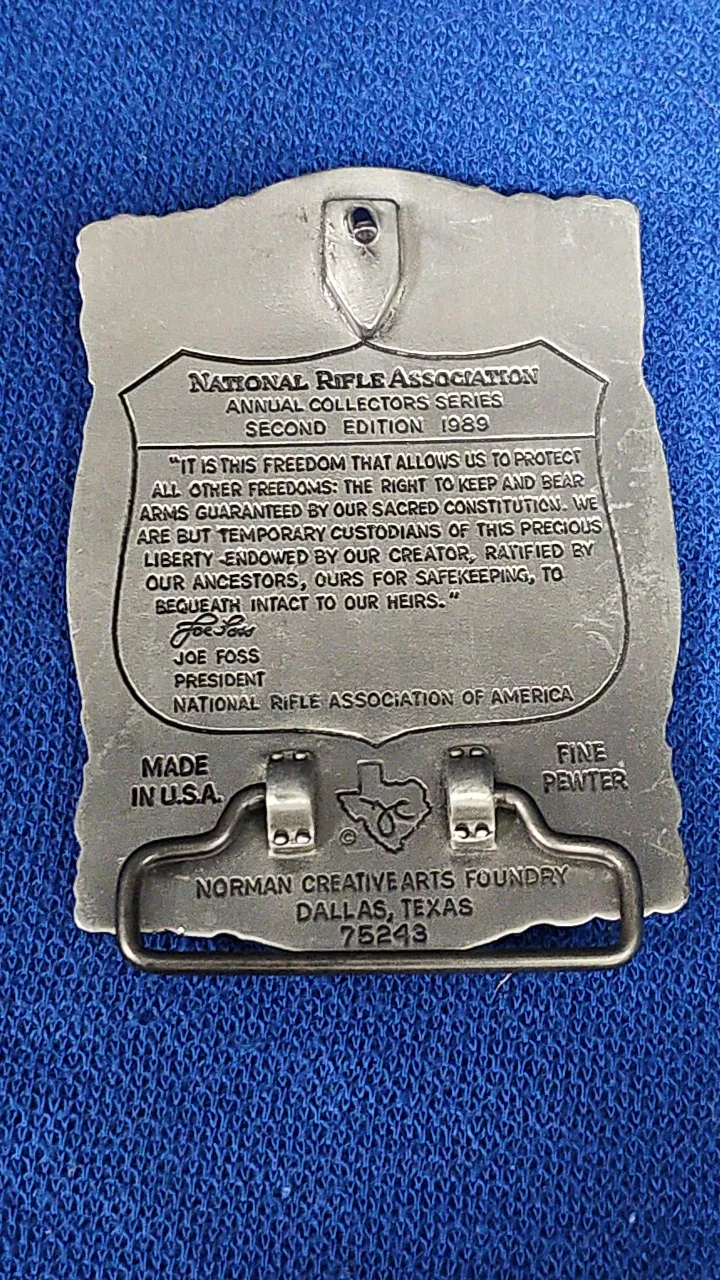 NATIONAL RIFLE ASSOCIATION
ANNUAL COLLECTORS SERIES
SECOND EDITION 1989
"IT IS THIS FREEDOM THAT ALLOWS US TO PROTECT
ALL OTHER FREEDOMS: THE RIGHT TO KEEP AND BEAR
ARMS GUARANTEED BY OUR SACRED CONSTITUTION. WE
ARE BUT TEMPORARY CUSTODIANS OF THIS PRECIOUS
LIBERTY-ENDOWED BY OUR CREATOR, RATIFIED BY
OUR ANCESTORS, OURS FOR SAFEKEEPING, TO
BEQUEATH INTACT TO OUR HEIRS."
Joe Foss
JOE FOSS
PRESIDENT
NATIONAL RIFLE ASSOCIATION OF AMERICA
MADE
IN U.S.A.
FINE
PEWTER
©
NORMAN CREATIVE ARTS FOUNDRY
DALLAS, TEXAS
75243